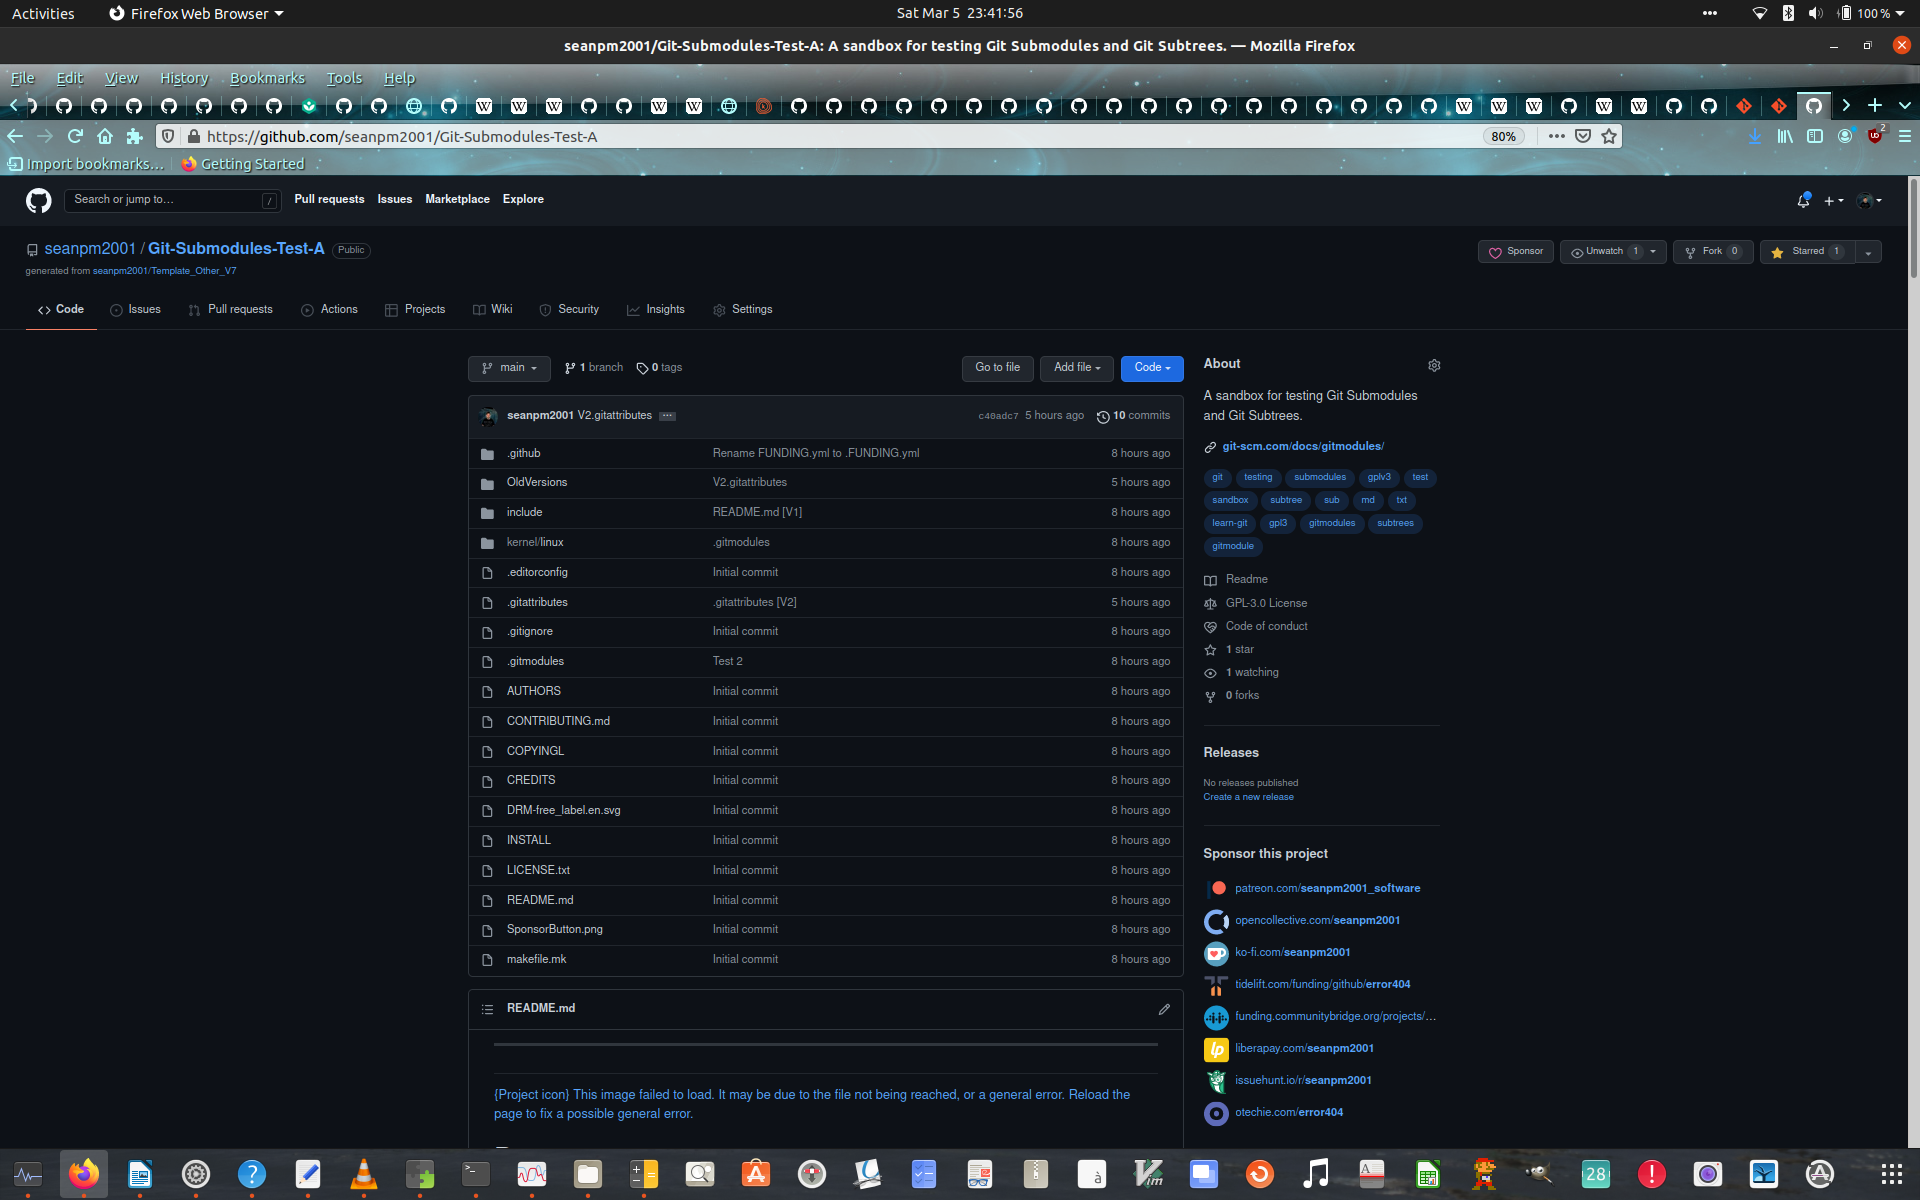 Activities Firefox Web Browser Sat Mar 5 23:41:56 100 %
seanpm2001/Git-Submodules-Test-A: A sandbox for testing Git Submodules and Git Subtrees. — Mozilla Firefox
File Edit View History Bookmarks Tools Help
https://github.com/seanpm2001/Git-Submodules-Test-A 80% 2
Import bookmarks... Getting Started
Search or jump to... / Pull requests Issues Marketplace Explore
seanpm2001 / Git-Submodules-Test-A Public Sponsor Unwatch 1 Fork 0 Starred 1
generated from seanpm2001/Template_Other_V7
Code Issues Pull requests Actions Projects Wiki Security Insights Settings
main 1 branch 0 tags Go to file Add file Code
seanpm2001 V2.gitattributes c40adc7 5 hours ago 10 commits
.github Rename FUNDING.yml to .FUNDING.yml 8 hours ago
OldVersions V2.gitattributes 5 hours ago
include README.md [V1] 8 hours ago
kernel/linux .gitmodules 8 hours ago
.editorconfig Initial commit 8 hours ago
.gitattributes .gitattributes [V2] 5 hours ago
.gitignore Initial commit 8 hours ago
.gitmodules Test 2 8 hours ago
AUTHORS Initial commit 8 hours ago
CONTRIBUTING.md Initial commit 8 hours ago
COPYINGL Initial commit 8 hours ago
CREDITS Initial commit 8 hours ago
DRM-free_label.en.svg Initial commit 8 hours ago
INSTALL Initial commit 8 hours ago
LICENSE.txt Initial commit 8 hours ago
README.md Initial commit 8 hours ago
SponsorButton.png Initial commit 8 hours ago
makefile.mk Initial commit 8 hours ago
README.md
{Project icon} This image failed to load. It may be due to the file not being reached, or a general error. Reload the
page to fix a possible general error.
About
A sandbox for testing Git Submodules
and Git Subtrees.
git-scm.com/docs/gitmodules/
git testing submodules gplv3 test
sandbox subtree sub md txt
learn-git gpl3 gitmodules subtrees
gitmodule
Readme
GPL-3.0 License
Code of conduct
1 star
1 watching
0 forks
Releases
No releases published
Create a new release
Sponsor this project
patreon.com/seanpm2001_software
opencollective.com/seanpm2001
ko-fi.com/seanpm2001
tidelift.com/funding/github/error404
funding.communitybridge.org/projects/...
liberapay.com/seanpm2001
issuehunt.io/r/seanpm2001
otechie.com/error404
28